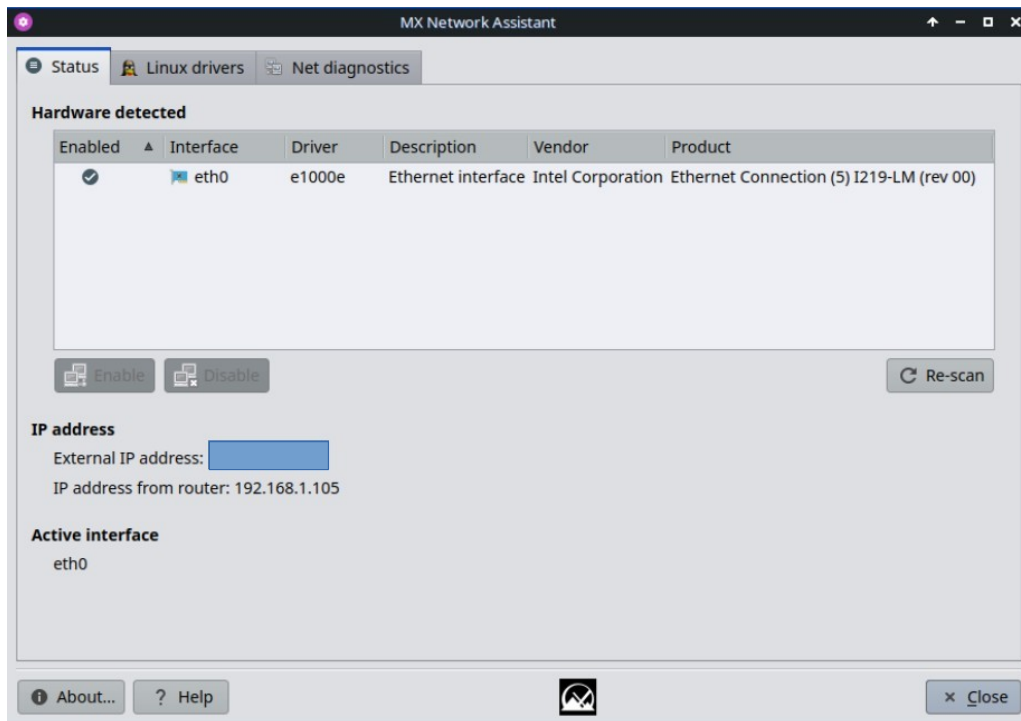 MX Network Assistant
Status Linux drivers Net diagnostics
Hardware detected
Enabled Interface Driver Description Vendor Product
eth0 e1000e Ethernet interface Intel Corporation Ethernet Connection (5) I219-LM (rev 00)
Enable Disable Re-scan
IP address
External IP address:
IP address from router: 192.168.1.105
Active interface
eth0
About... ? Help Close